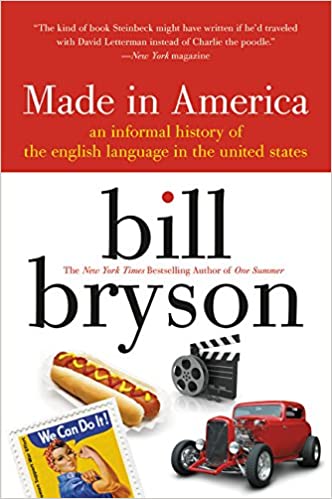 "The kind of book Steinbeck might have written if he'd traveled
with David Letterman instead of Charlie the poodle."
—New York magazine
Made in America
an informal history of
the english language in the united states
bill
The New York Times Bestselling Author of One Summer
bryson
We Can Do It!